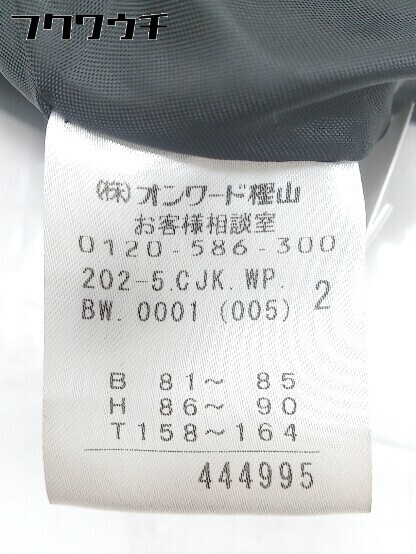 フクワウチ
(株)オンワード樫山
お客様相談室
0120-586-300
202-5.CJK.WP.
BW.0001 (005) 2
B 81~ 85
H 86~ 90
T158~164
444995